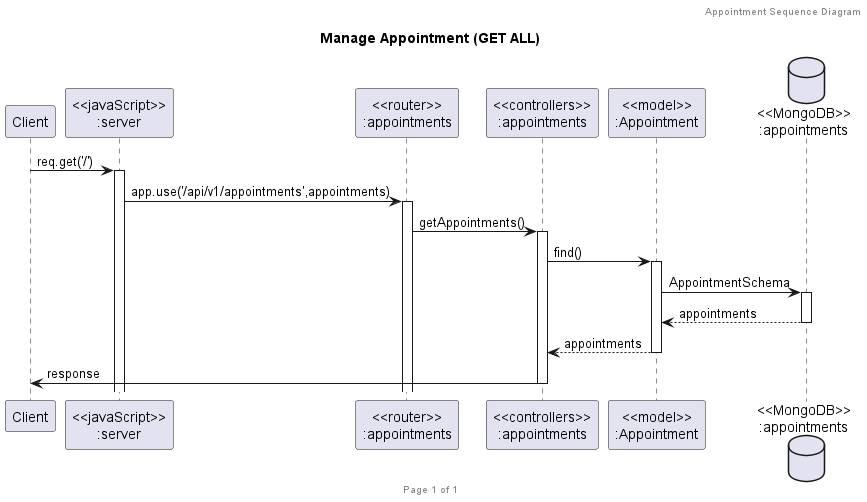 Appointment Sequence Diagram
Manage Appointment (GET ALL)
Client
<<javaScript>>
:server
<<router>>
:appointments
<<controllers>>
:appointments
<<model>>
:Appointment
<<MongoDB>>
:appointments
req.get('/')
app.use('/api/v1/appointments',appointments)
getAppointments()
find()
AppointmentSchema
appointments
appointments
response
Client
<<javaScript>>
:server
<<router>>
:appointments
<<controllers>>
:appointments
<<model>>
:Appointment
<<MongoDB>>
:appointments
Page 1 of 1